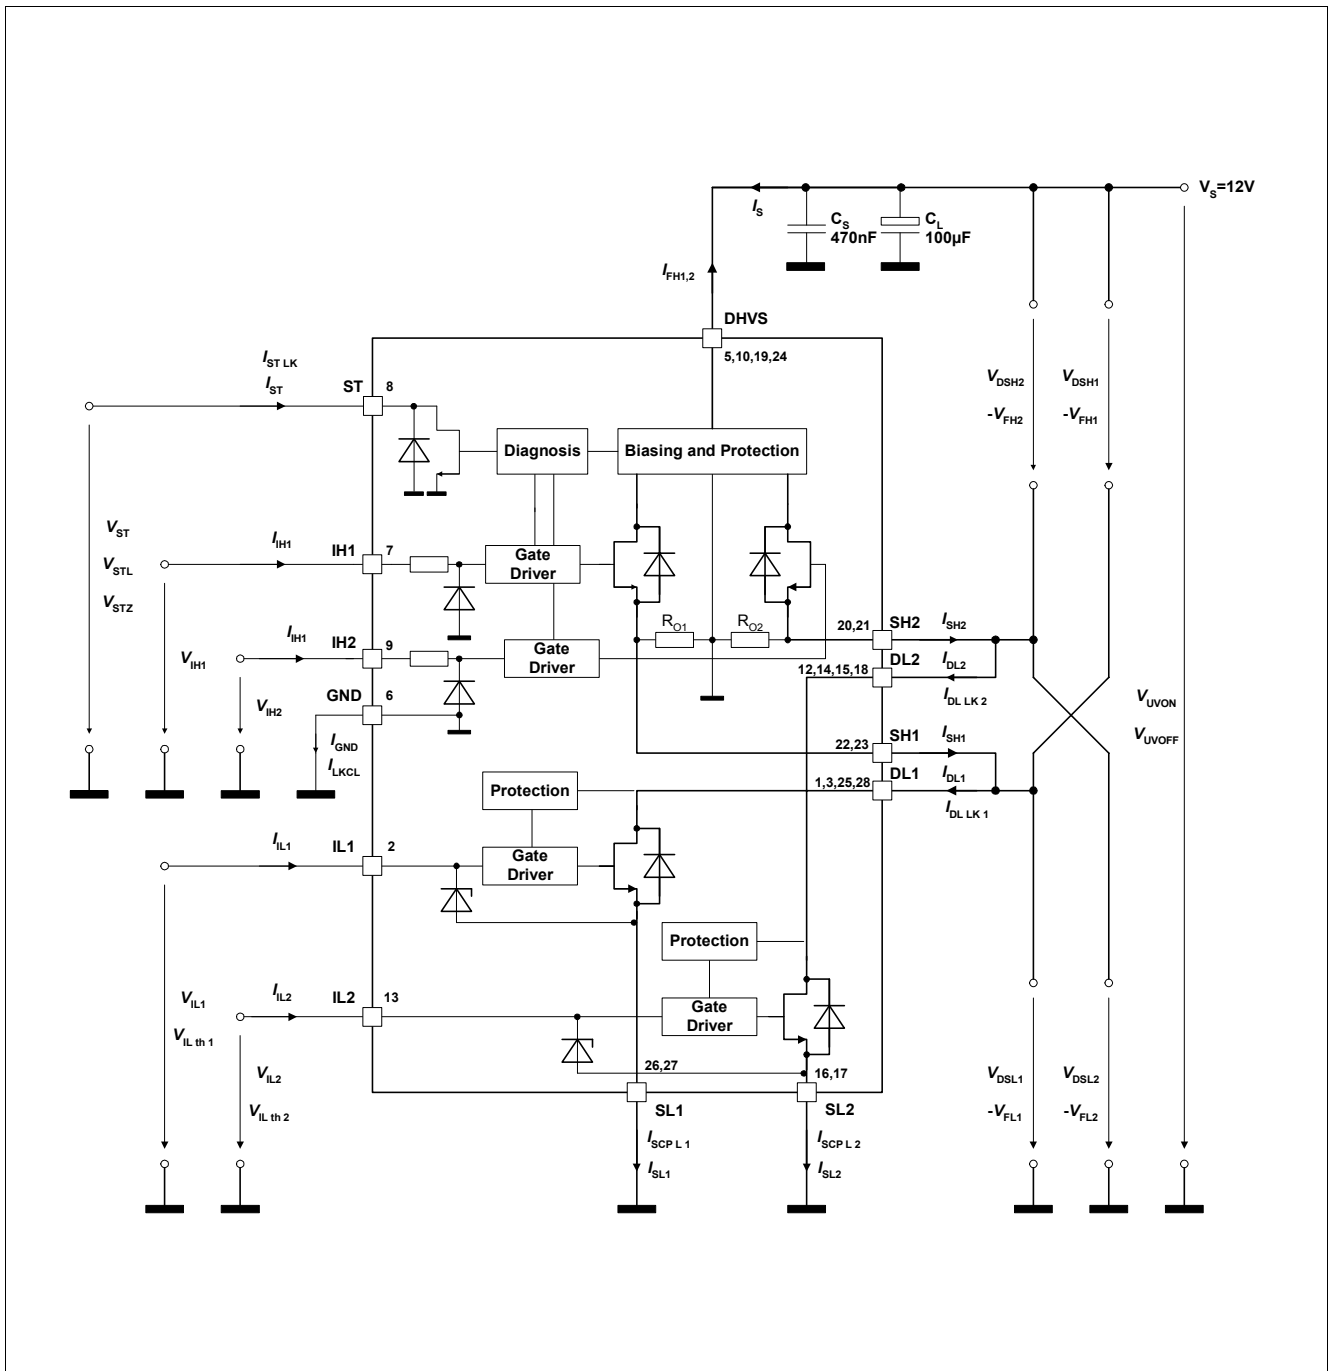 V_S=12V
I_S
C_S
470nF
C_L
100µF
I_FH1,2
DHVS
5,10,19,24
I_ST LK
I_ST
ST
8
V_DSH2
-V_FH2
V_DSH1
-V_FH1
Diagnosis
Biasing and Protection
V_ST
V_STL
V_STZ
I_IH1
IH1
7
Gate
Driver
R_O1
R_O2
20,21
SH2
I_SH2
I_IH1
IH2
9
Gate
Driver
12,14,15,18
DL2
I_DL2
I_DL LK 2
V_IH1
V_IH2
GND
6
I_GND
I_LKCL
V_UVON
V_UVOFF
22,23
SH1
I_SH1
1,3,25,28
DL1
I_DL1
I_DL LK 1
Protection
I_IL1
IL1
2
Gate
Driver
Protection
V_IL1
V_IL th 1
I_IL2
IL2
13
Gate
Driver
V_IL2
V_IL th 2
26,27
16,17
SL1
SL2
V_DSL1
-V_FL1
V_DSL2
-V_FL2
I_SCP L 1
I_SL1
I_SCP L 2
I_SL2